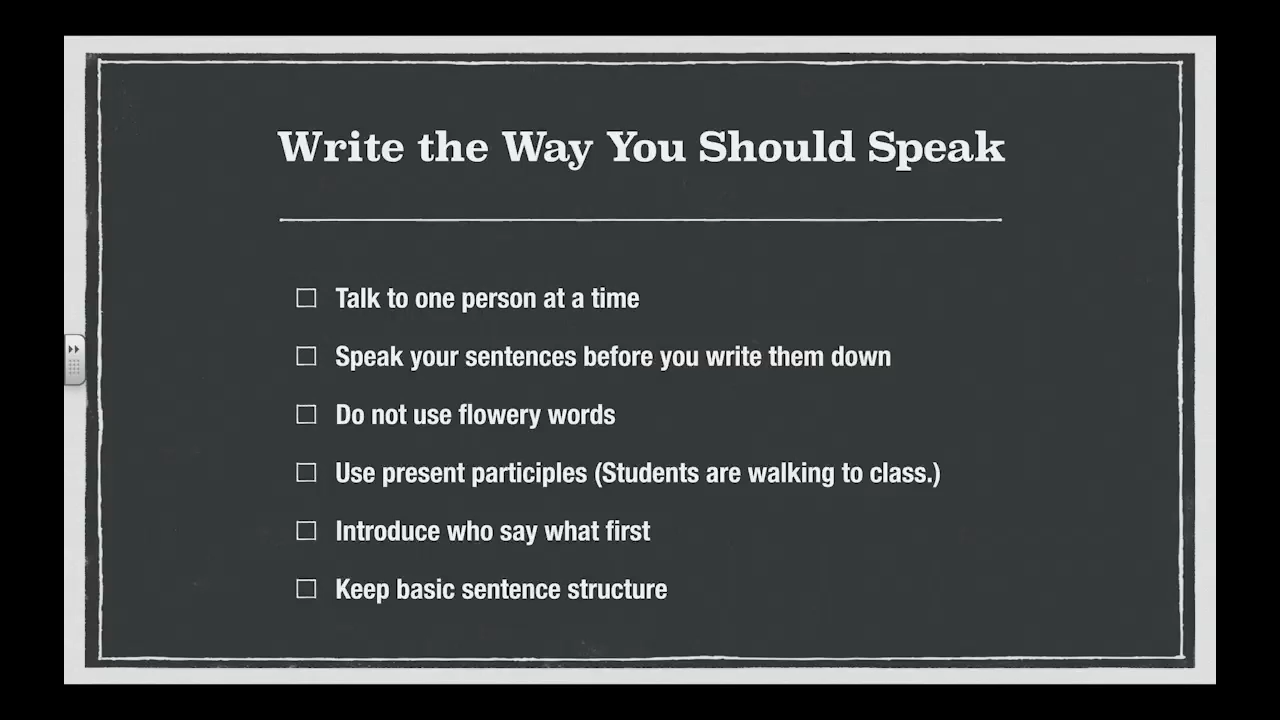 Write the Way You Should Speak
Talk to one person at a time
Speak your sentences before you write them down
Do not use flowery words
Use present participles (Students are walking to class.)
Introduce who say what first
Keep basic sentence structure